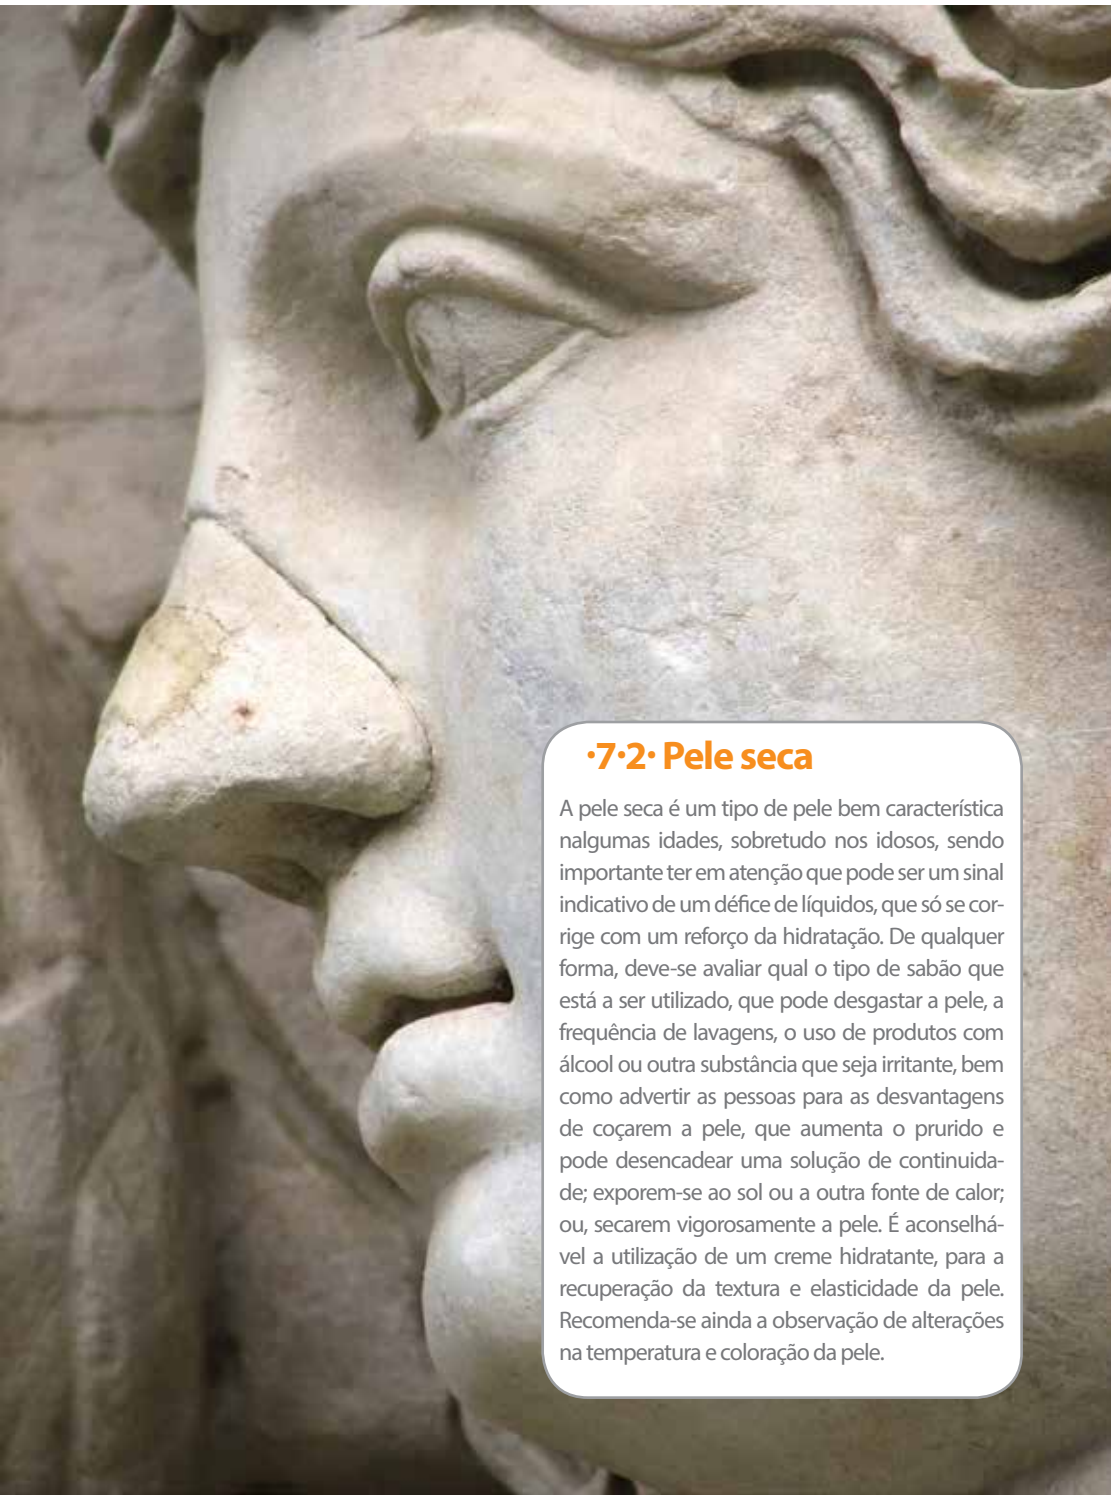 ·7·2· Pele seca
A pele seca é um tipo de pele bem característica
nalgumas idades, sobretudo nos idosos, sendo
importante ter em atenção que pode ser um sinal
indicativo de um défice de líquidos, que só se cor-
rige com um reforço da hidratação. De qualquer
forma, deve-se avaliar qual o tipo de sabão que
está a ser utilizado, que pode desgastar a pele, a
frequência de lavagens, o uso de produtos com
álcool ou outra substância que seja irritante, bem
como advertir as pessoas para as desvantagens
de coçarem a pele, que aumenta o prurido e
pode desencadear uma solução de continuida-
de; exporem-se ao sol ou a outra fonte de calor;
ou, secarem vigorosamente a pele. É aconselhá-
vel a utilização de um creme hidratante, para a
recuperação da textura e elasticidade da pele.
Recomenda-se ainda a observação de alterações
na temperatura e coloração da pele.